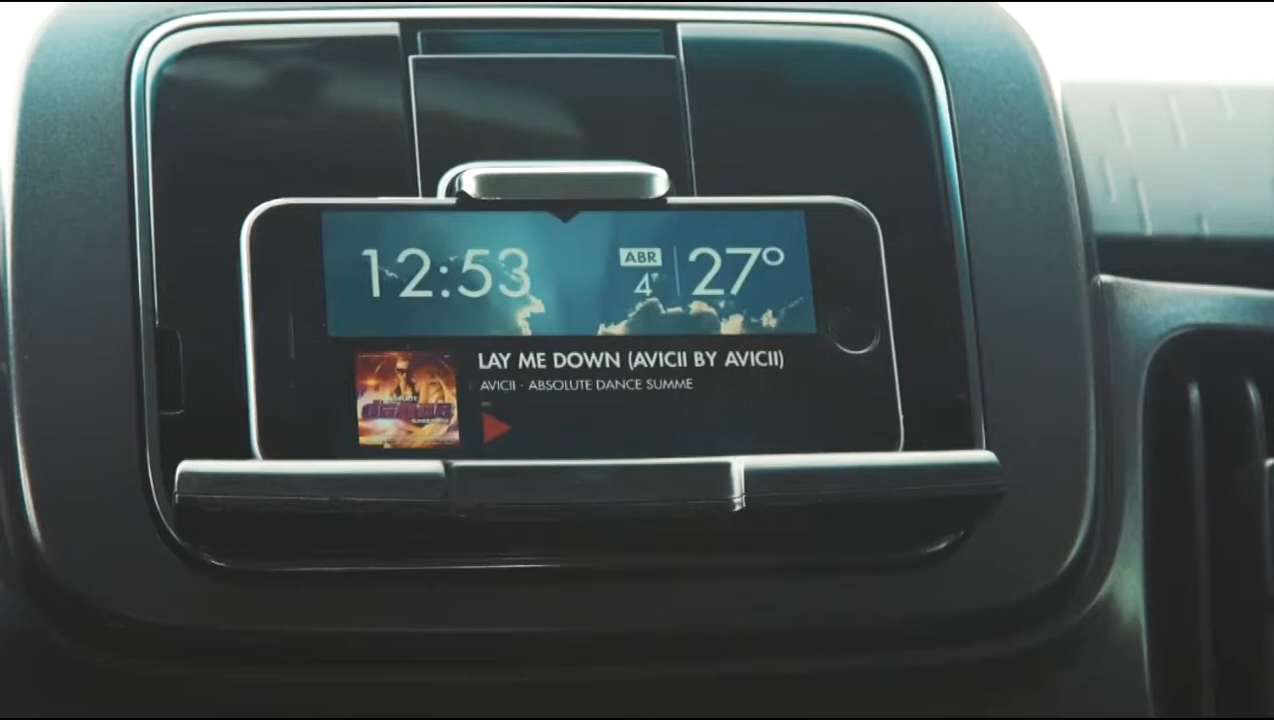 12:53
ABR
4
27°
LAY ME DOWN (AVICII BY AVICII)
AVICII · ABSOLUTE DANCE SUMME